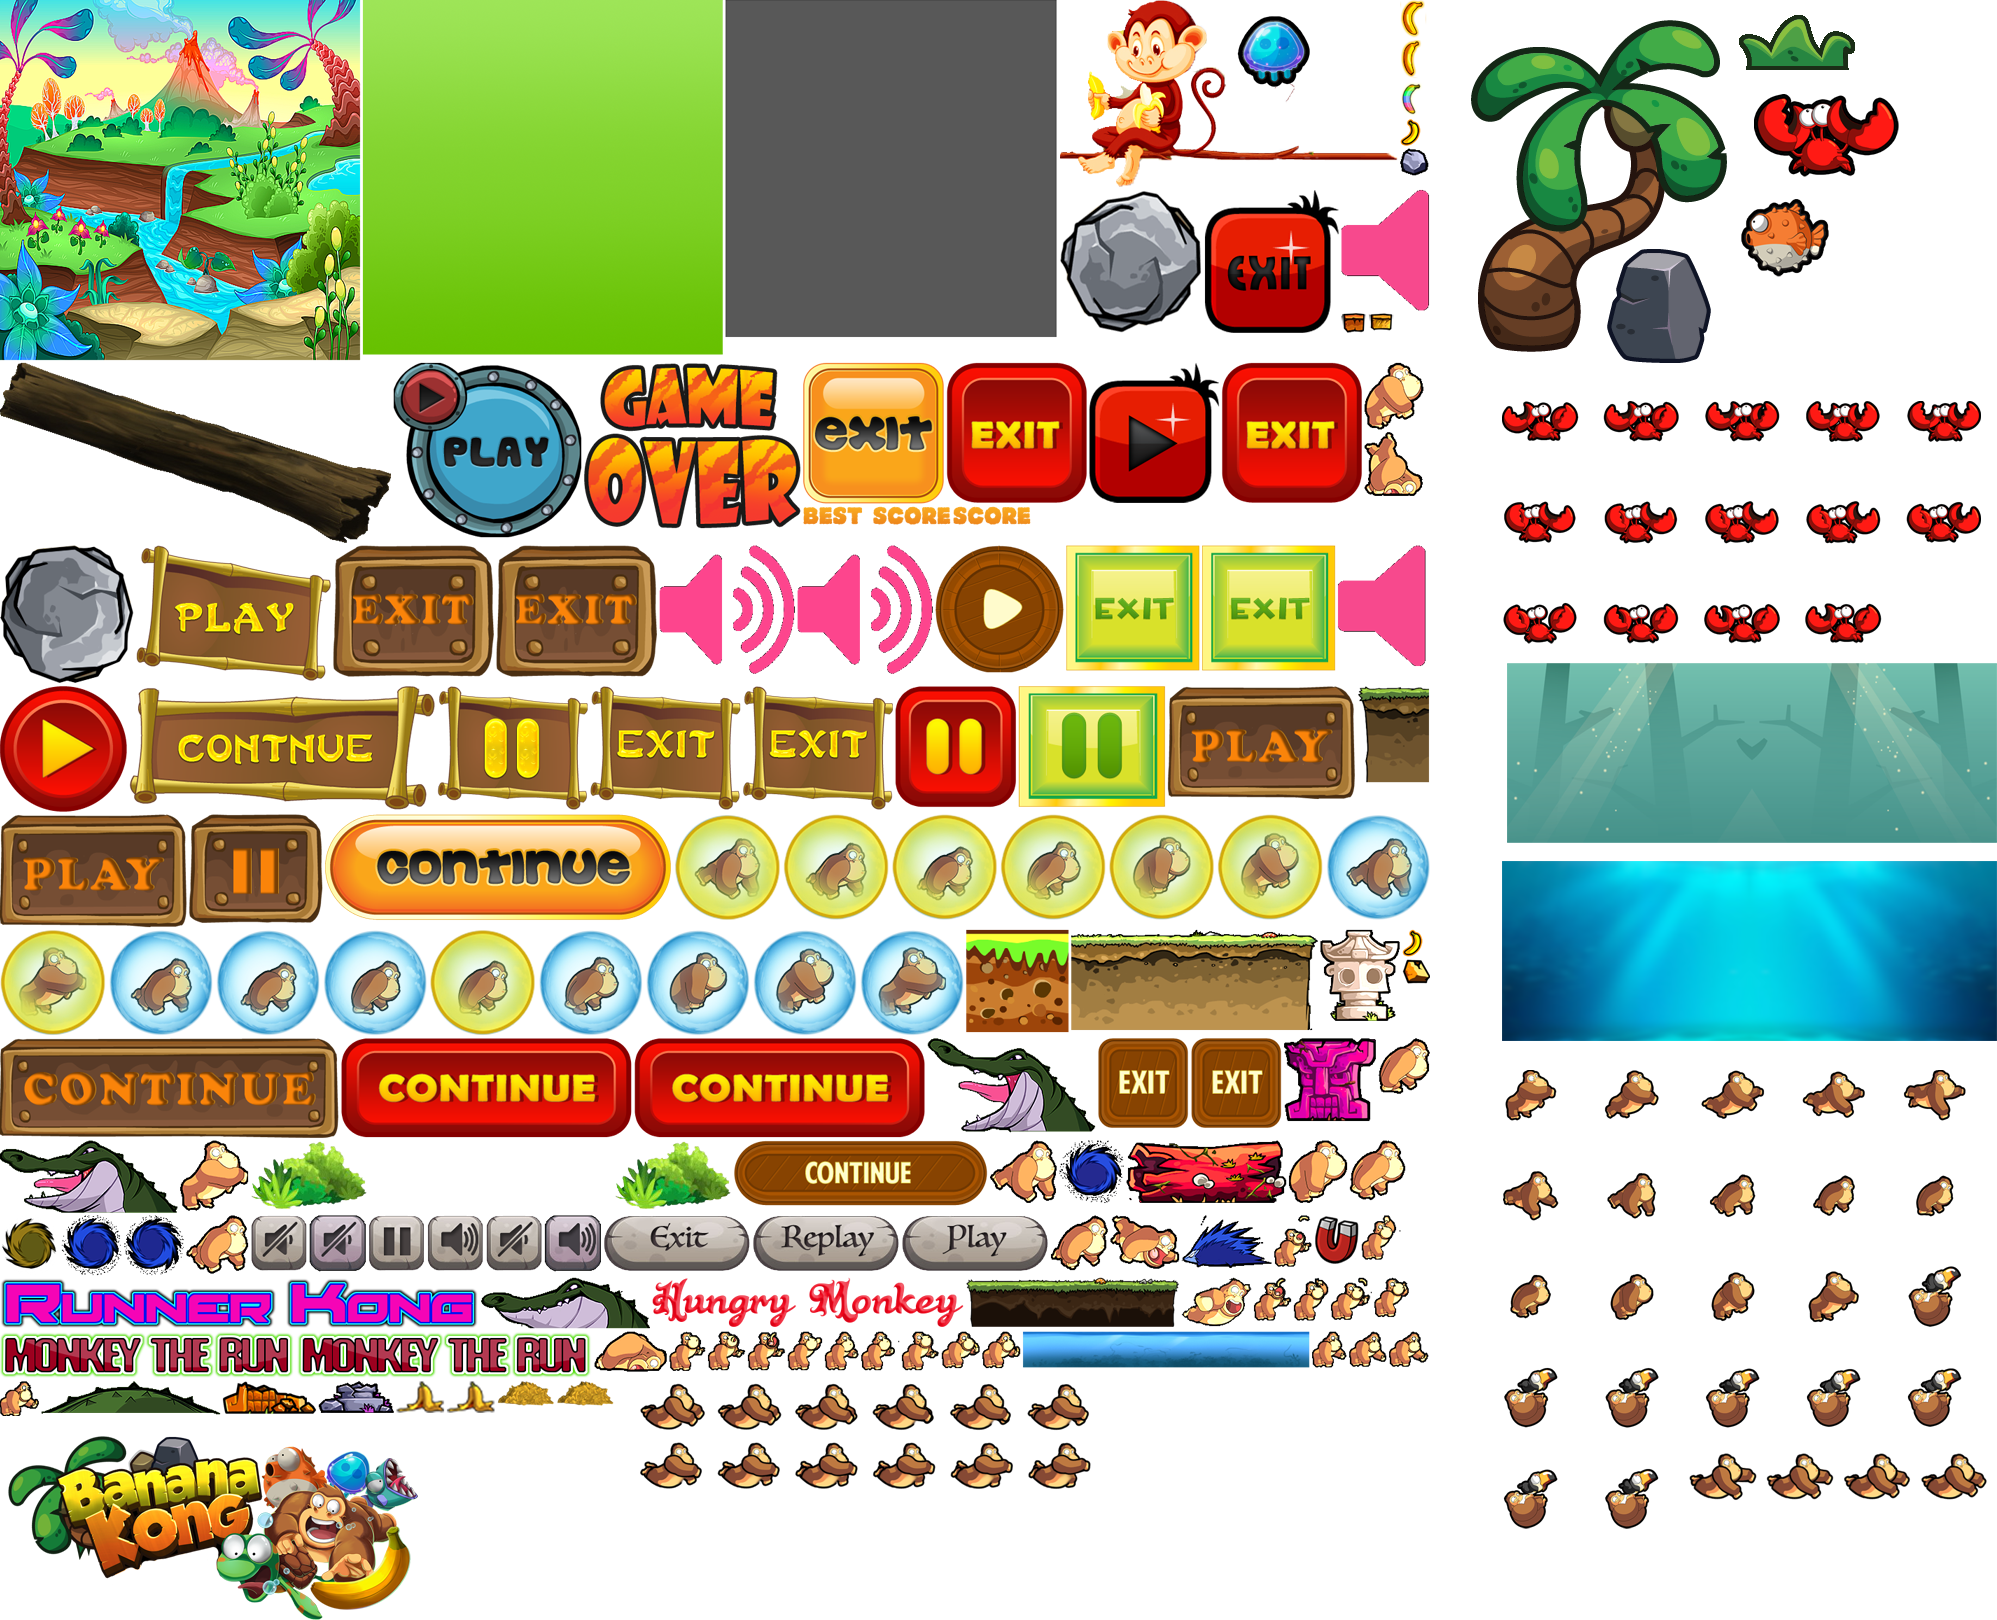 EXIT
PLAY
GAME
OVER
exit
EXIT
EXIT
BEST SCORE SCORE
PLAY
EXIT
EXIT
EXIT
EXIT
CONTNUE
EXIT
EXIT
PLAY
PLAY
continue
CONTINUE
CONTINUE
CONTINUE
EXIT
EXIT
CONTINUE
Exit
Replay
Play
RUNNER KONG
Hungry Monkey
MONKEY THE RUN MONKEY THE RUN
Banana
Kong